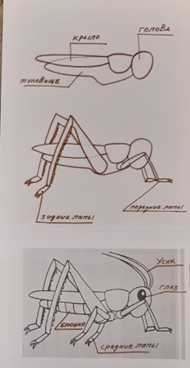 крыло
голова
туловище
задние лапы
передние лапы
Усик
глаз
брюшко
средние лапы